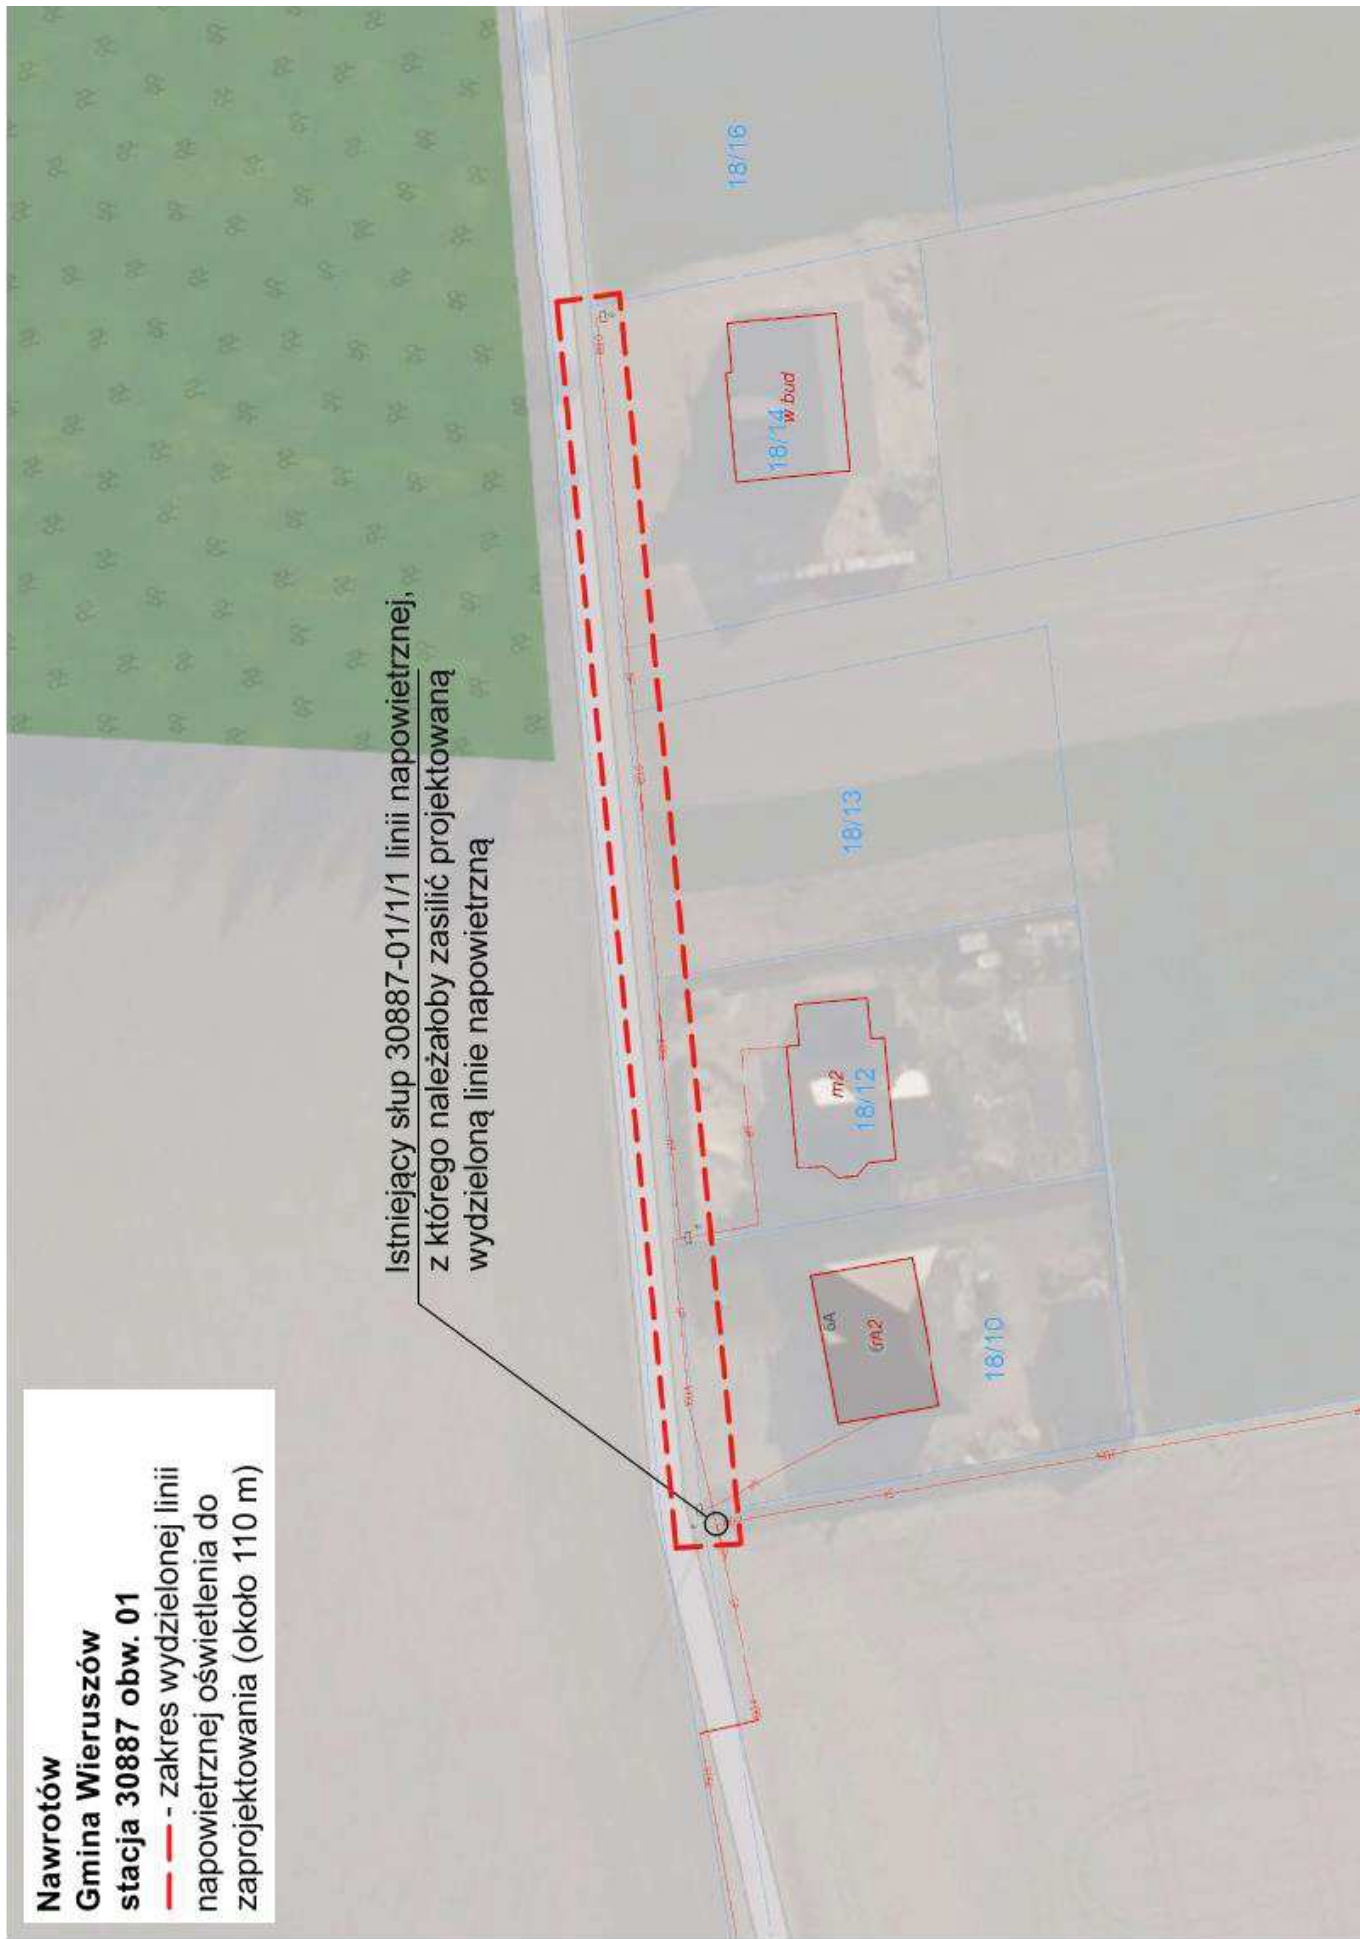 Nawrotów
Gmina Wieruszów
stacja 30887 obw. 01
- zakres wydzielonej linii
napowietrznej oświetlenia do
zaprojektowania (około 110 m)
Istniejący słup 30887-01/1/1 linii napowietrznej,
z którego należałoby zasilić projektowaną
wydzieloną linie napowietrzną
18/10
6A
m2
18/12
18/13
18/14
w bud
18/16